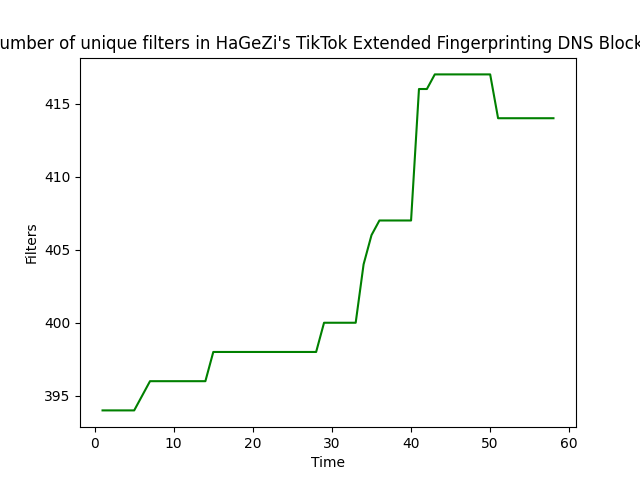 umber of unique filters in HaGeZi's TikTok Extended Fingerprinting DNS Block
415
410
405
400
395
Filters
0 10 20 30 40 50 60
Time